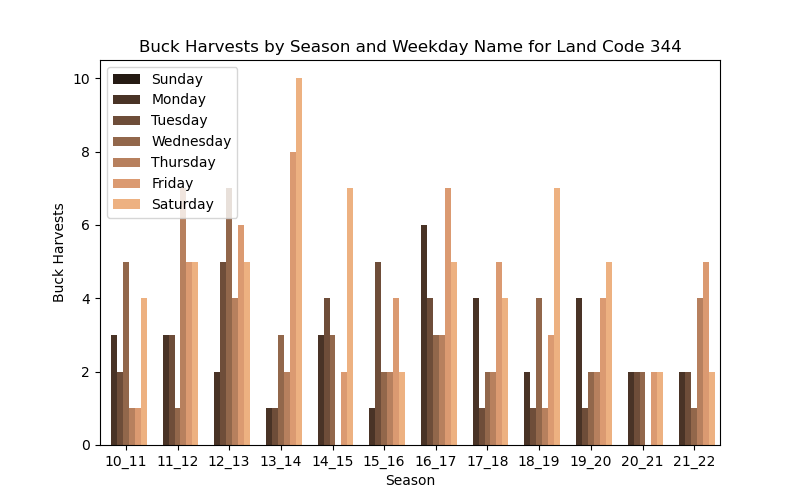 Buck Harvests by Season and Weekday Name for Land Code 344
Sunday
Monday
Tuesday
Wednesday
Thursday
Friday
Saturday
10
8
6
4
2
0
Buck Harvests
10_11 11_12 12_13 13_14 14_15 15_16 16_17 17_18 18_19 19_20 20_21 21_22
Season